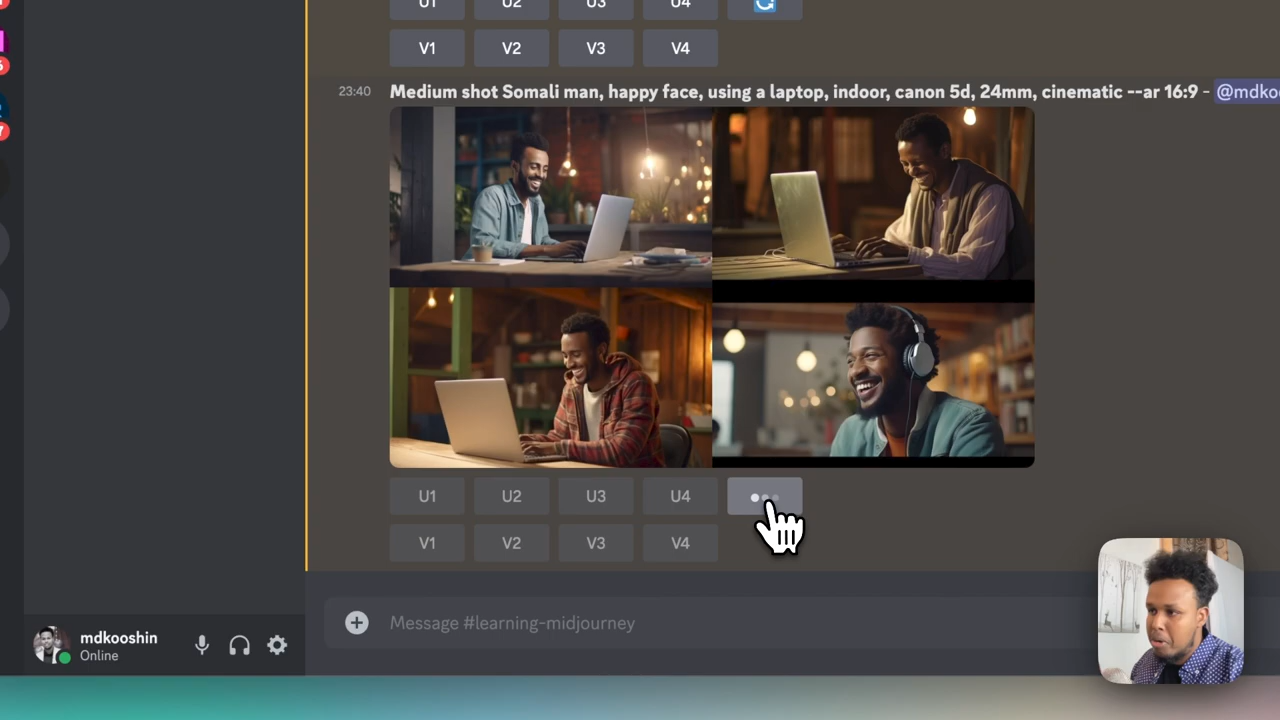 U1 U2 U3 U4
V1 V2 V3 V4
23:40 Medium shot Somali man, happy face, using a laptop, indoor, canon 5d, 24mm, cinematic --ar 16:9 - @mdkoo
U1 U2 U3 U4
V1 V2 V3 V4
Message #learning-midjourney
mdkooshin
Online